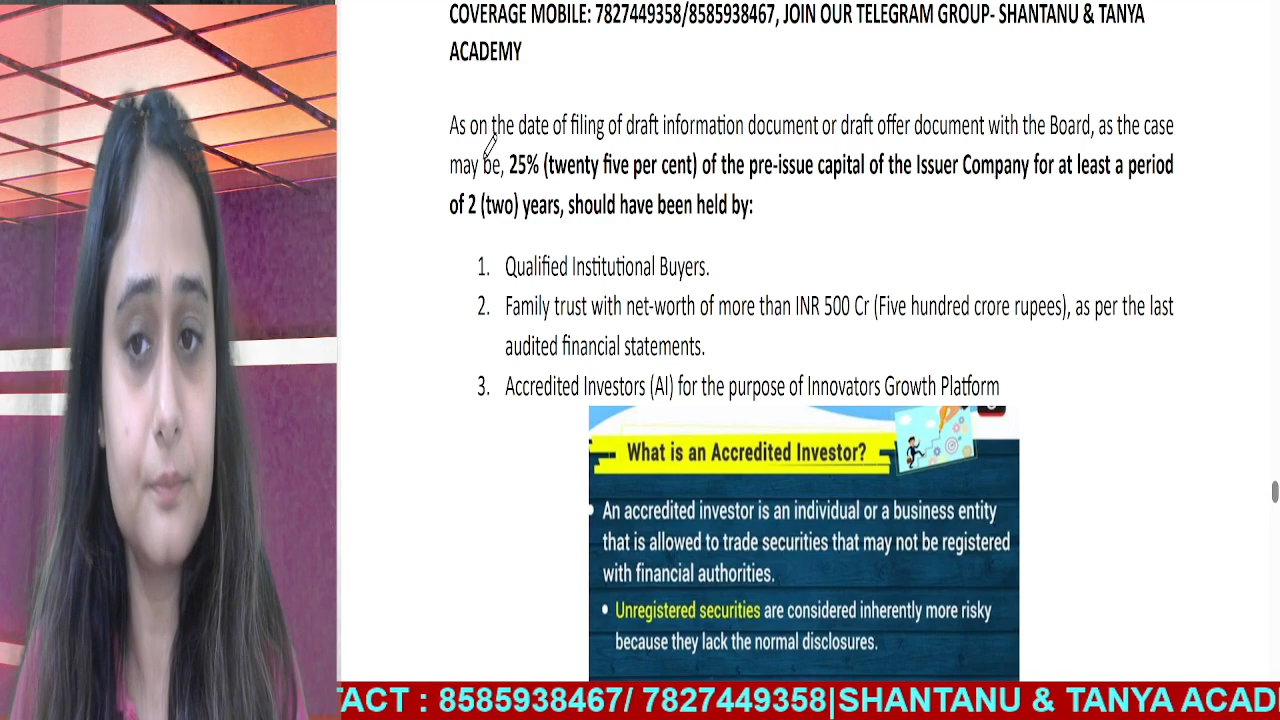 COVERAGE MOBILE: 7827449358/8585938467, JOIN OUR TELEGRAM GROUP- SHANTANU & TANYA
ACADEMY
As on the date of filing of draft information document or draft offer document with the Board, as the case
may be, 25% (twenty five per cent) of the pre-issue capital of the Issuer Company for at least a period
of 2 (two) years, should have been held by:
1. Qualified Institutional Buyers.
2. Family trust with net-worth of more than INR 500 Cr (Five hundred crore rupees), as per the last
audited financial statements.
3. Accredited Investors (AI) for the purpose of Innovators Growth Platform
What is an Accredited Investor?
• An accredited investor is an individual or a business entity
that is allowed to trade securities that may not be registered
with financial authorities.
• Unregistered securities are considered inherently more risky
because they lack the normal disclosures.
TACT : 8585938467/ 7827449358|SHANTANU & TANYA ACAD